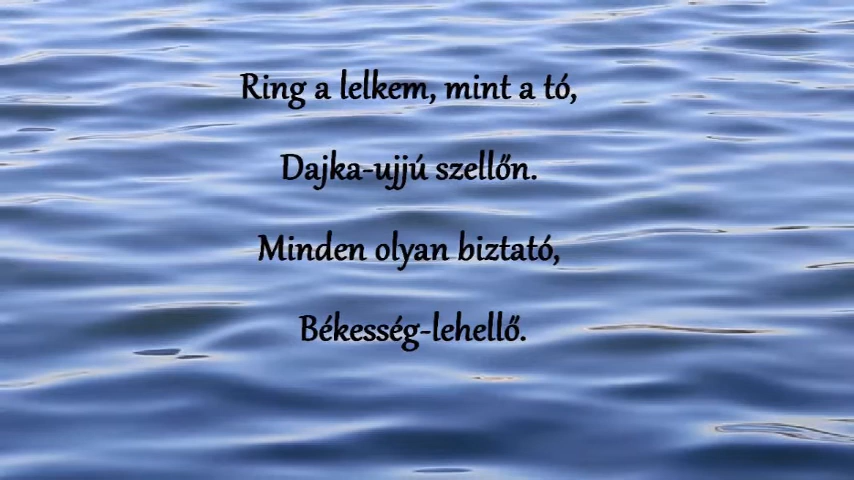 Ring a lelkem, mint a tó,
Dajka-ujjú szellőn.
Minden olyan biztató,
Békesség-lehellő.